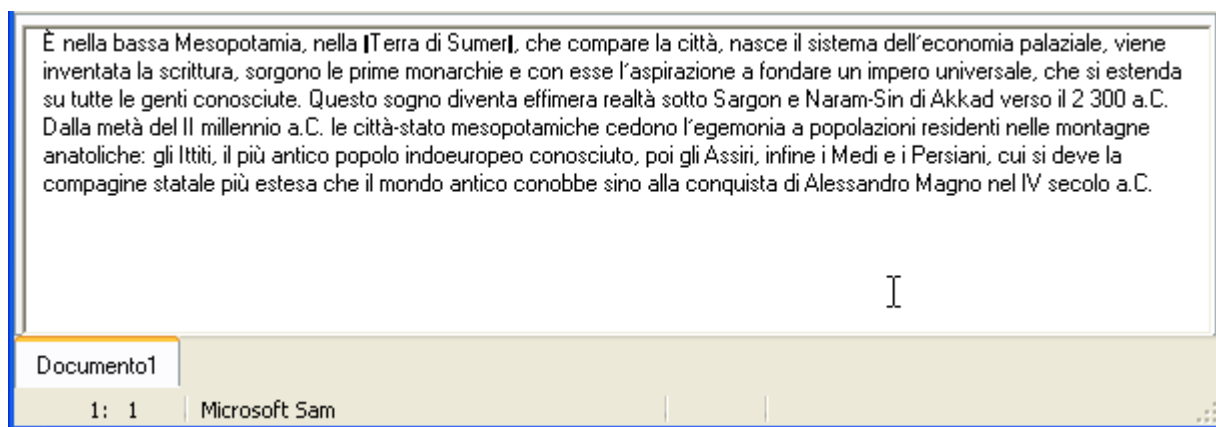 È nella bassa Mesopotamia, nella |Terra di Sumer|, che compare la città, nasce il sistema dell'economia palaziale, viene
inventata la scrittura, sorgono le prime monarchie e con esse l'aspirazione a fondare un impero universale, che si estenda
su tutte le genti conosciute. Questo sogno diventa effimera realtà sotto Sargon e Naram-Sin di Akkad verso il 2 300 a.C.
Dalla metà del II millennio a.C. le città-stato mesopotamiche cedono l'egemonia a popolazioni residenti nelle montagne
anatoliche: gli Ittiti, il più antico popolo indoeuropeo conosciuto, poi gli Assiri, infine i Medi e i Persiani, cui si deve la
compagine statale più estesa che il mondo antico conobbe sino alla conquista di Alessandro Magno nel IV secolo a.C.
Documento1
1: 1 Microsoft Sam